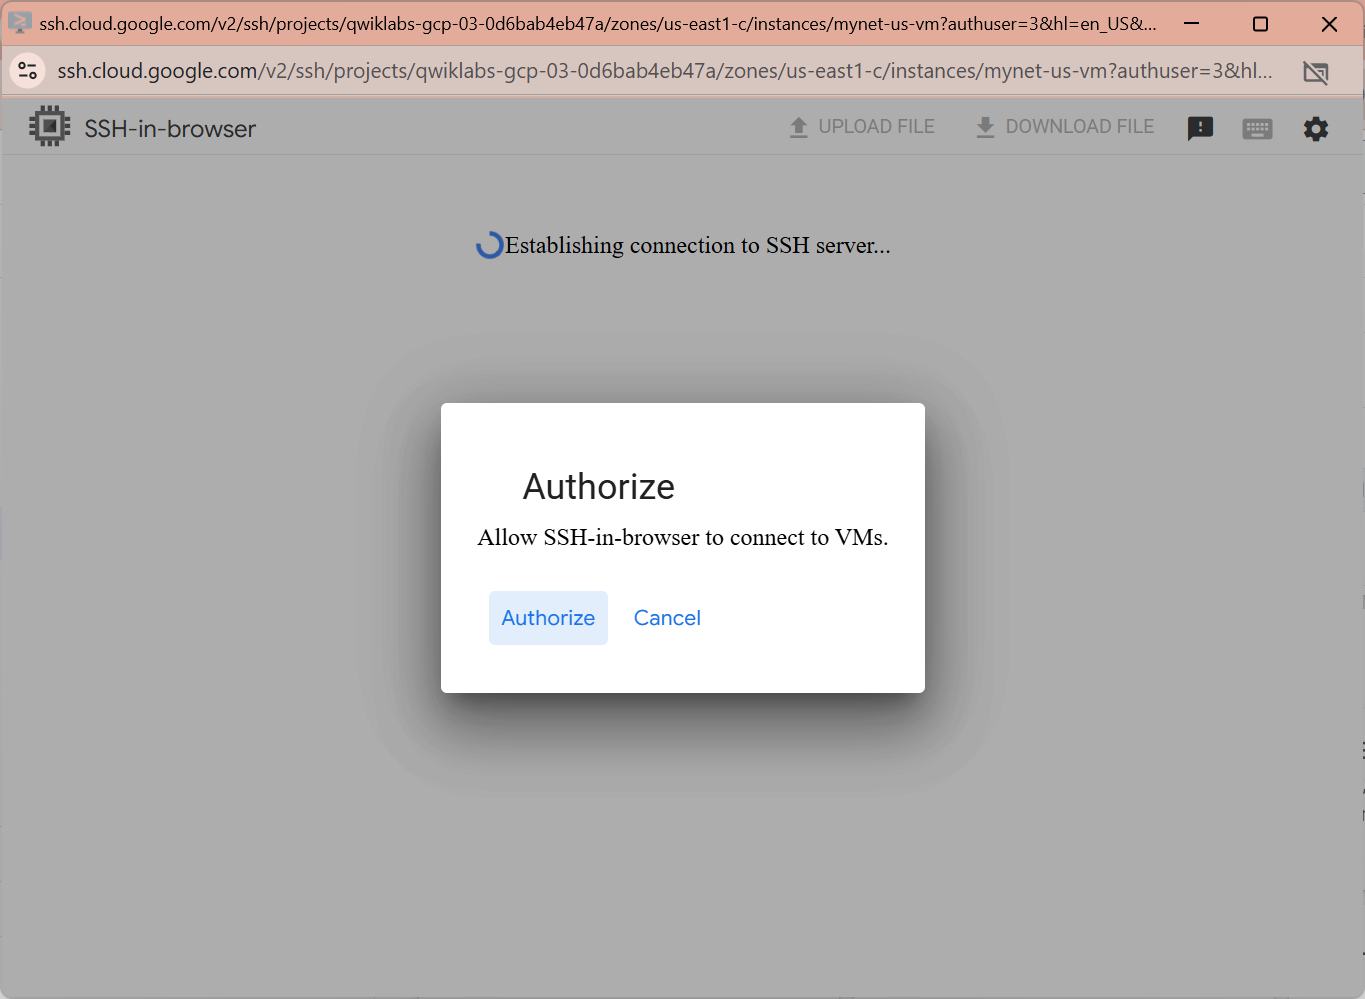 ssh.cloud.google.com/v2/ssh/projects/qwiklabs-gcp-03-0d6bab4eb47a/zones/us-east1-c/instances/mynet-us-vm?authuser=3&hl=en_US&...
ssh.cloud.google.com/v2/ssh/projects/qwiklabs-gcp-03-0d6bab4eb47a/zones/us-east1-c/instances/mynet-us-vm?authuser=3&hl...
SSH-in-browser UPLOAD FILE DOWNLOAD FILE
Establishing connection to SSH server...
Authorize
Allow SSH-in-browser to connect to VMs.
Authorize Cancel